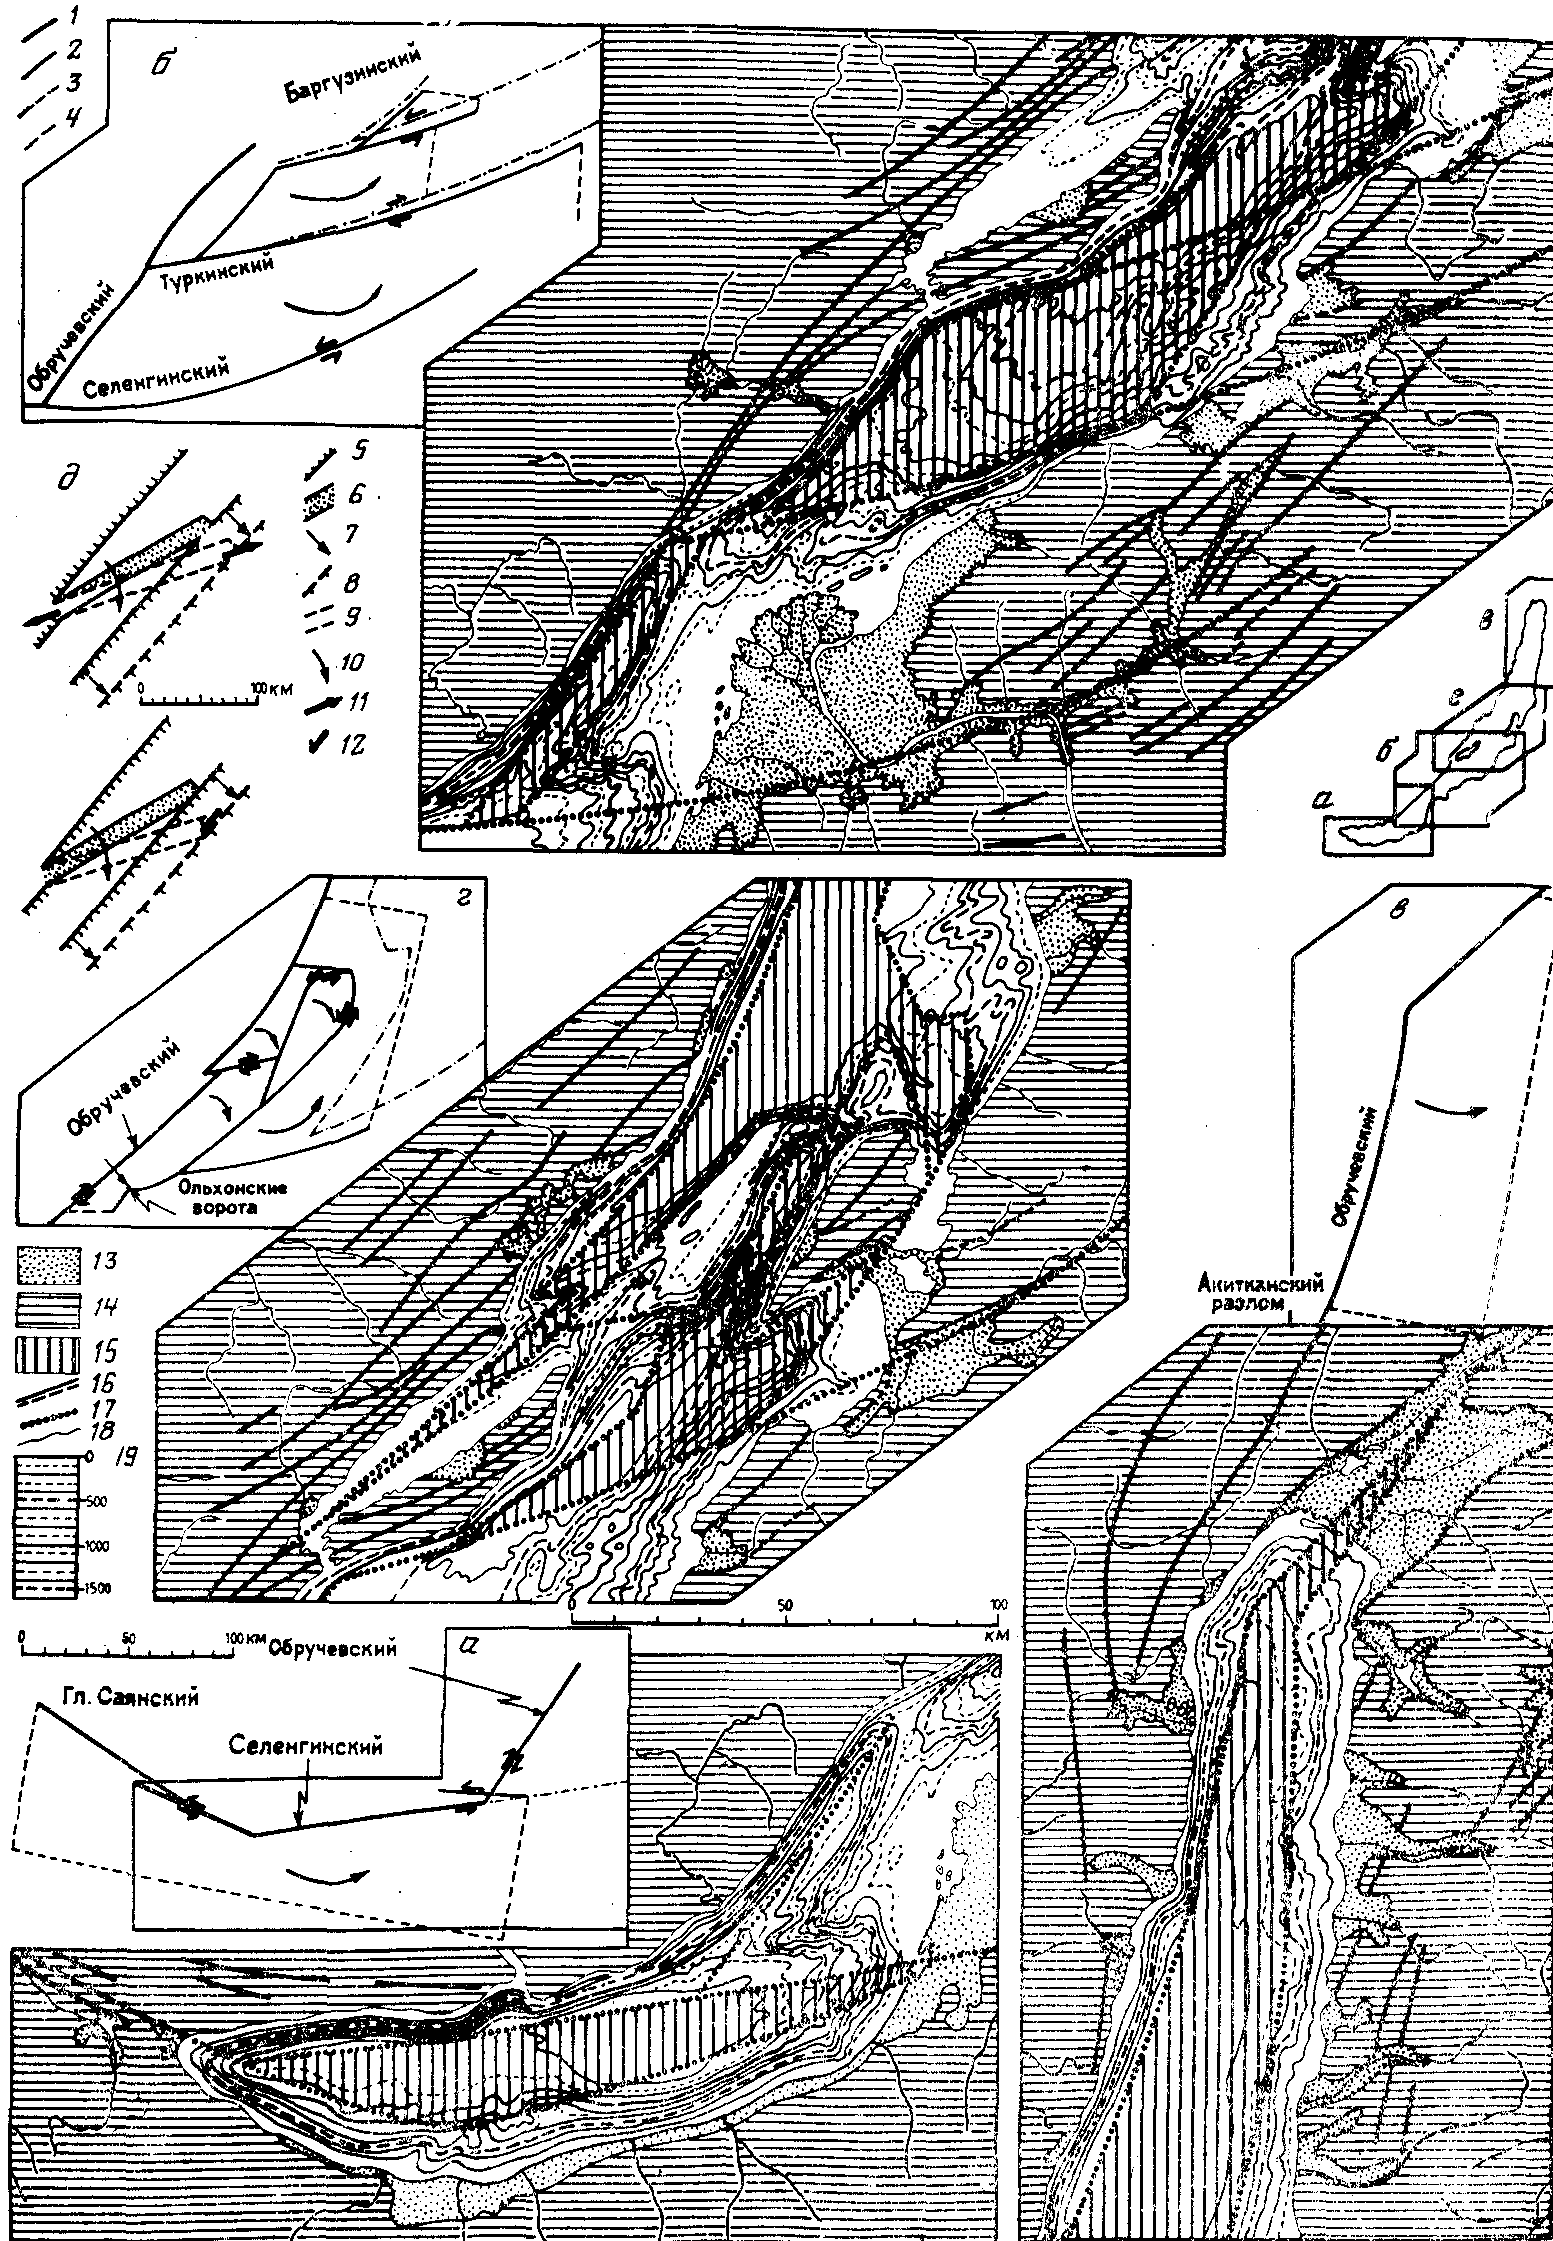 1
2
3
4
б
Баргузинский
Туркинский
Обручевский
Селенгинский
д
5
6
7
8
9
10
11
12
0 100 КМ
в
г
б
а
г
Обручевский
Ольхонские
ворота
в
Обручевский
Акитканский
разлом
13
14
15
16
17
18
0 19
500
1000
1500
0 50 100
КМ
0 50 100 КМ
Обручевский
а
Гл. Саянский
Селенгинский